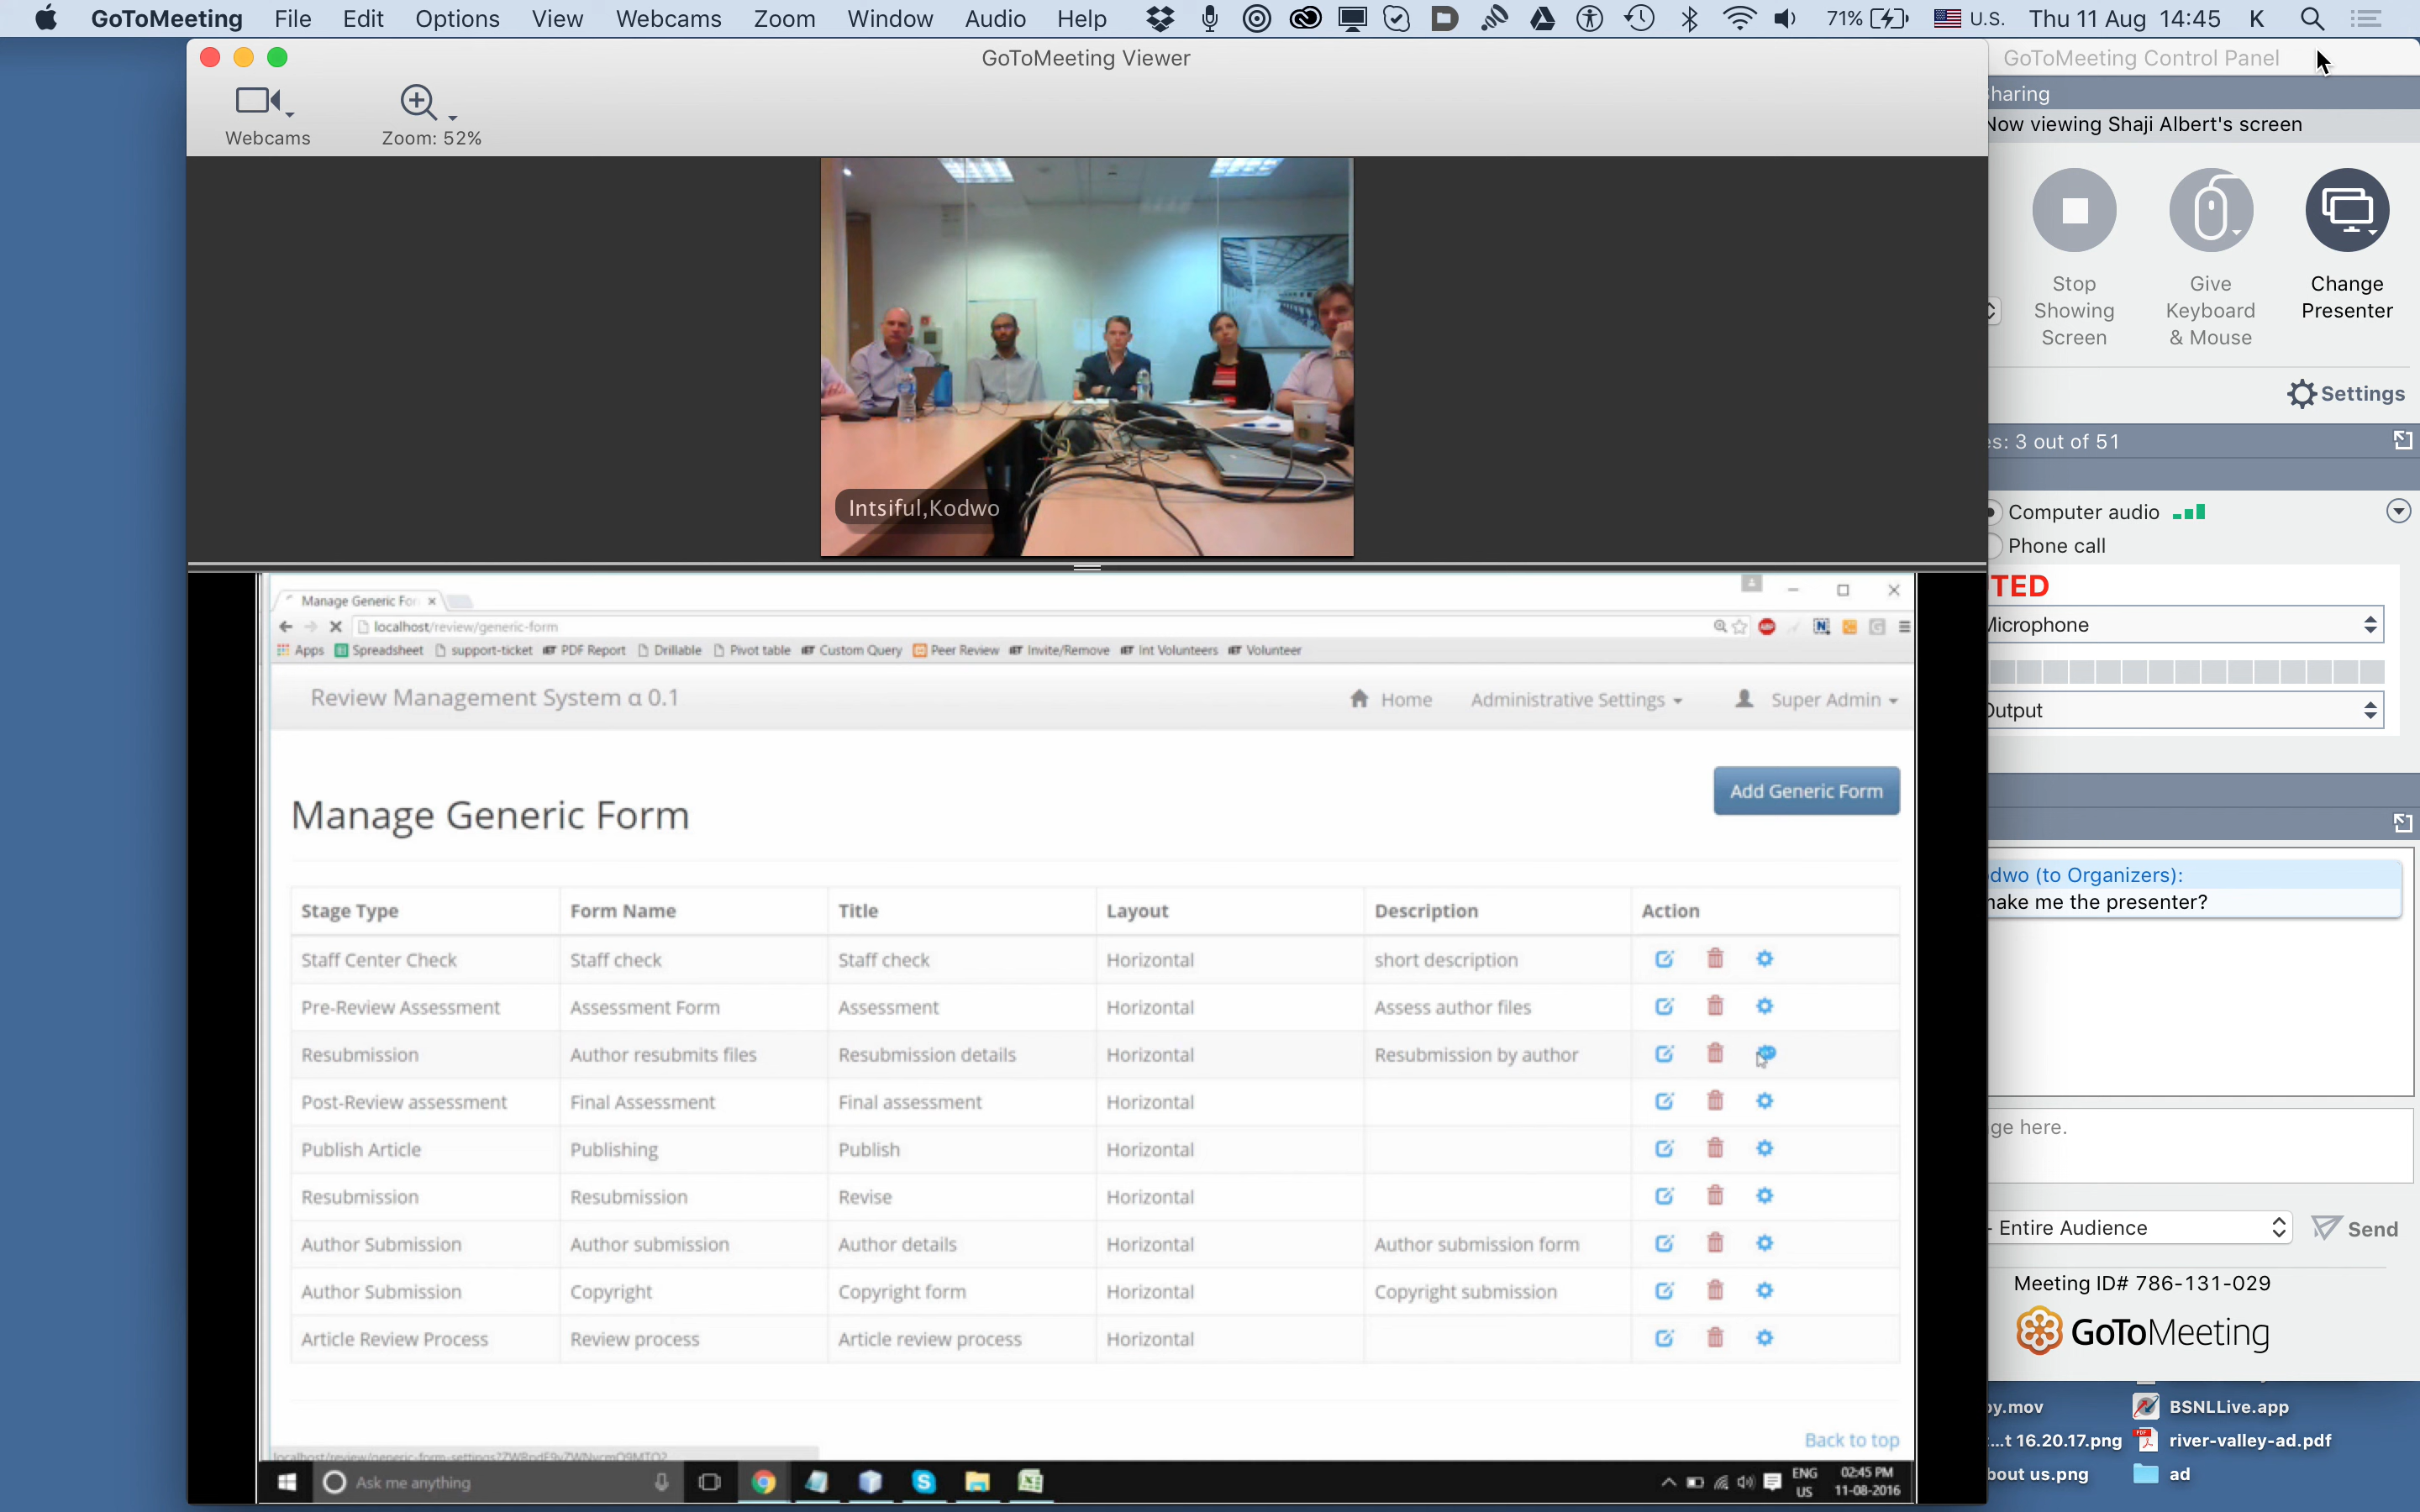 GoToMeeting File Edit Options View Webcams Zoom Window Audio Help 71% U.S. Thu 11 Aug 14:45 K
GoToMeeting Viewer
GoToMeeting Control Panel
Webcams
Zoom: 52%
haring
Now viewing Shaji Albert's screen
Stop Showing Screen
Give Keyboard & Mouse
Change Presenter
Settings
es: 3 out of 51
Intsiful,Kodwo
Computer audio
Phone call
TED
Microphone
Output
dwo (to Organizers):
make me the presenter?
ge here.
- Entire Audience
Send
Meeting ID# 786-131-029
GoToMeeting
Manage Generic For
localhost/review/generic-form
Apps Spreadsheet support-ticket PDF Report Drillable Pivot table Custom Query Peer Review Invite/Remove Int Volunteers Volunteer
Review Management System α 0.1 Home Administrative Settings Super Admin
Add Generic Form
Manage Generic Form
Stage Type Form Name Title Layout Description Action
Staff Center Check Staff check Staff check Horizontal short description
Pre-Review Assessment Assessment Form Assessment Horizontal Assess author files
Resubmission Author resubmits files Resubmission details Horizontal Resubmission by author
Post-Review assessment Final Assessment Final assessment Horizontal
Publish Article Publishing Publish Horizontal
Resubmission Resubmission Revise Horizontal
Author Submission Author submission Author details Horizontal Author submission form
Author Submission Copyright Copyright form Horizontal Copyright submission
Article Review Process Review process Article review process Horizontal
Back to top
Ask me anything
ENG US
02:45 PM
11-08-2016
by.mov
BSNLLive.app
...t 16.20.17.png
river-valley-ad.pdf
bout us.png
ad